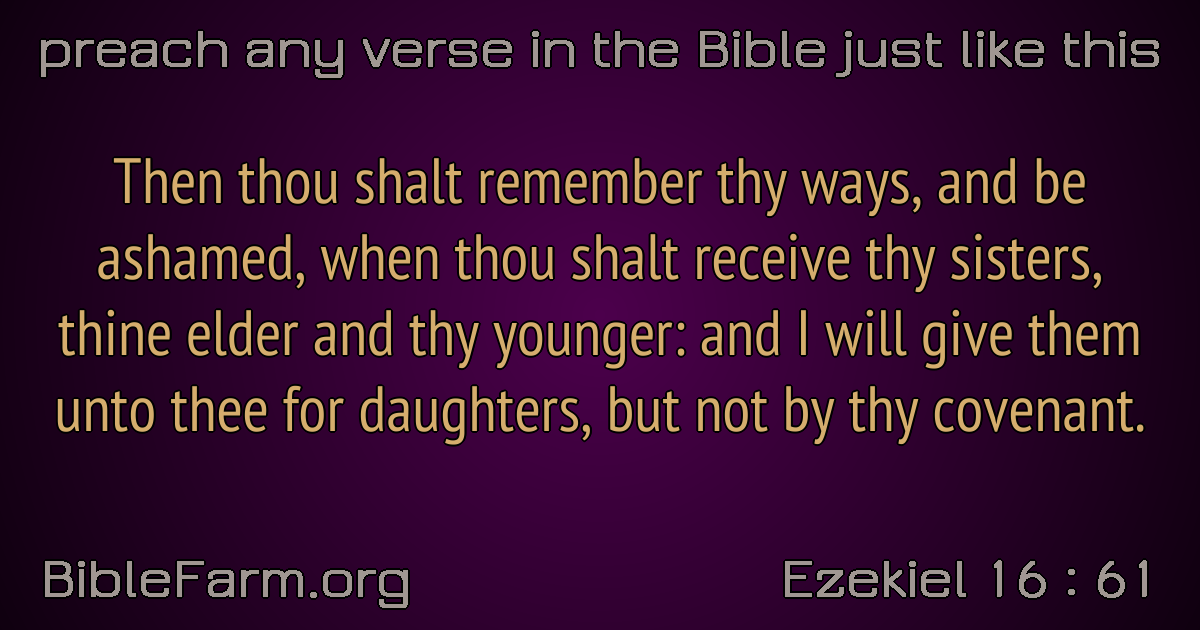 preach any verse in the Bible just like this
Then thou shalt remember thy ways, and be
ashamed, when thou shalt receive thy sisters,
thine elder and thy younger: and I will give them
unto thee for daughters, but not by thy covenant.
BibleFarm.org
Ezekiel 16 : 61